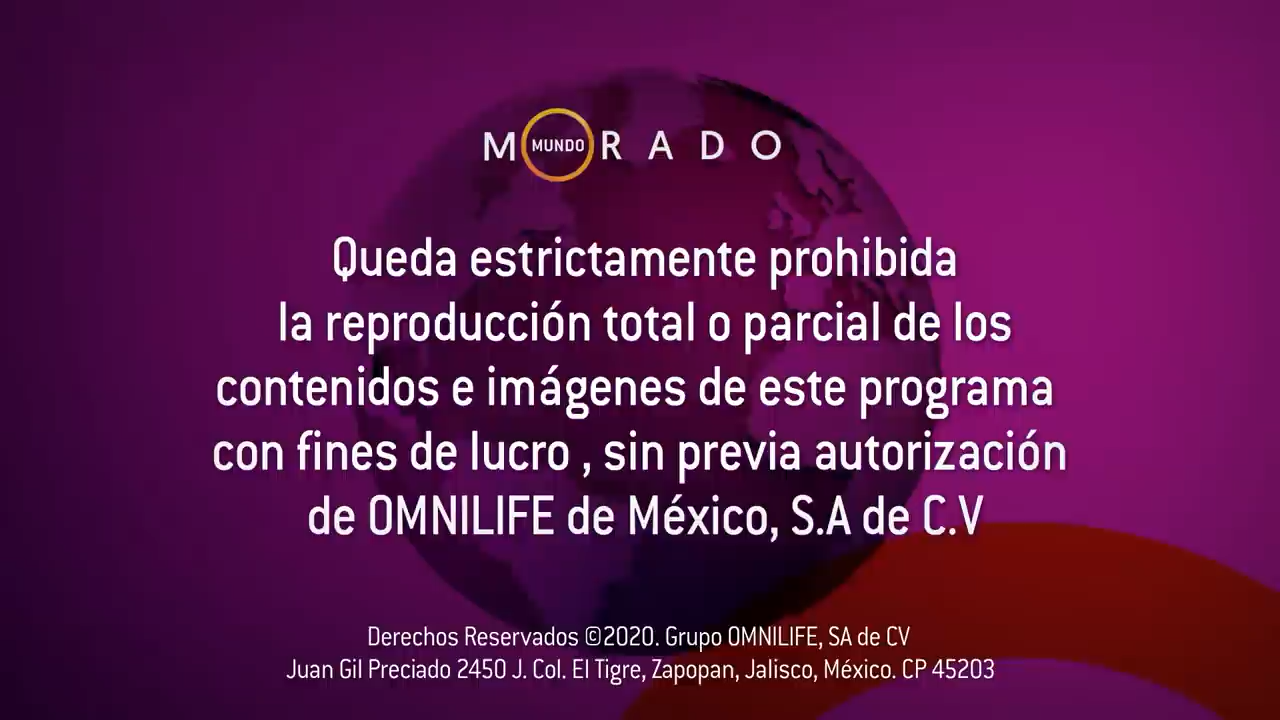 MUNDO MORADO
Queda estrictamente prohibida
la reproducción total o parcial de los
contenidos e imágenes de este programa
con fines de lucro , sin previa autorización
de OMNILIFE de México, S.A de C.V
Derechos Reservados ©2020. Grupo OMNILIFE, SA de CV
Juan Gil Preciado 2450 J. Col. El Tigre, Zapopan, Jalisco, México. CP 45203